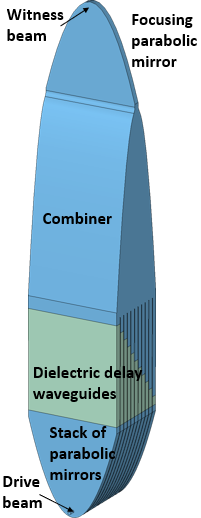 Witness
beam
Focusing
parabolic
mirror
Combiner
Dielectric delay
waveguides
Stack of
parabolic
mirrors
Drive
beam